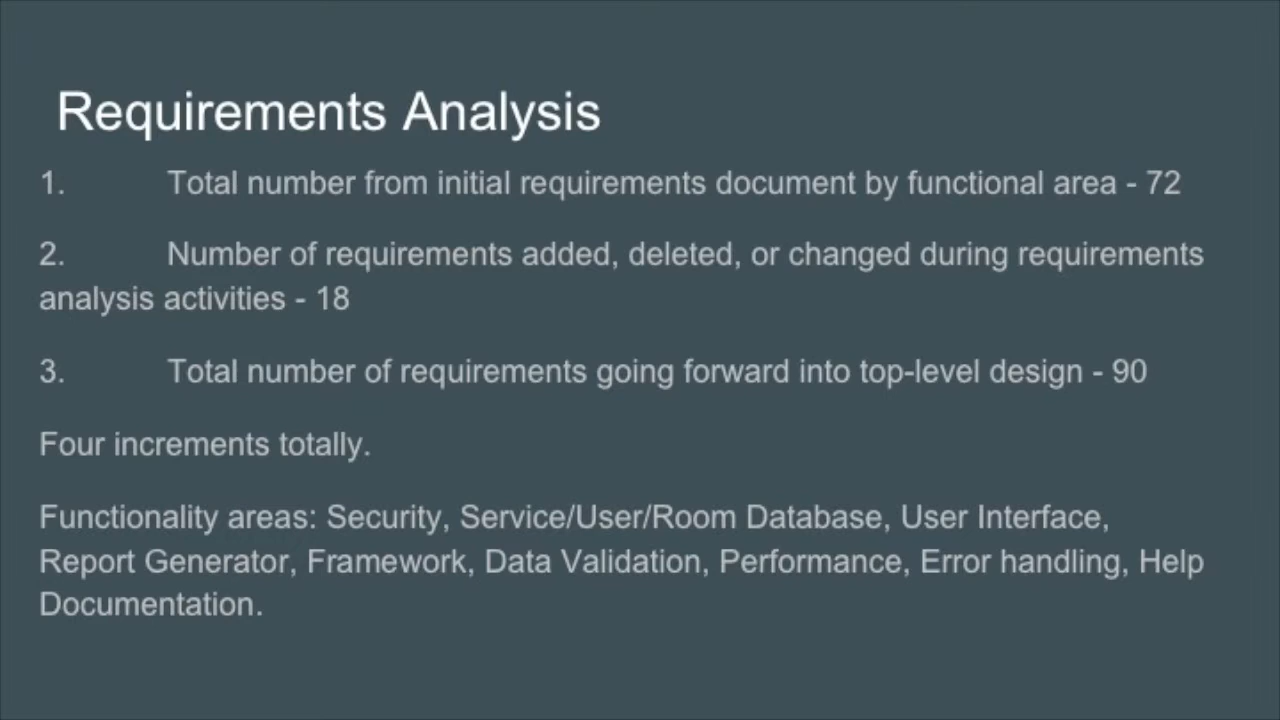 Requirements Analysis
1. Total number from initial requirements document by functional area - 72
2. Number of requirements added, deleted, or changed during requirements
analysis activities - 18
3. Total number of requirements going forward into top-level design - 90
Four increments totally.
Functionality areas: Security, Service/User/Room Database, User Interface,
Report Generator, Framework, Data Validation, Performance, Error handling, Help
Documentation.